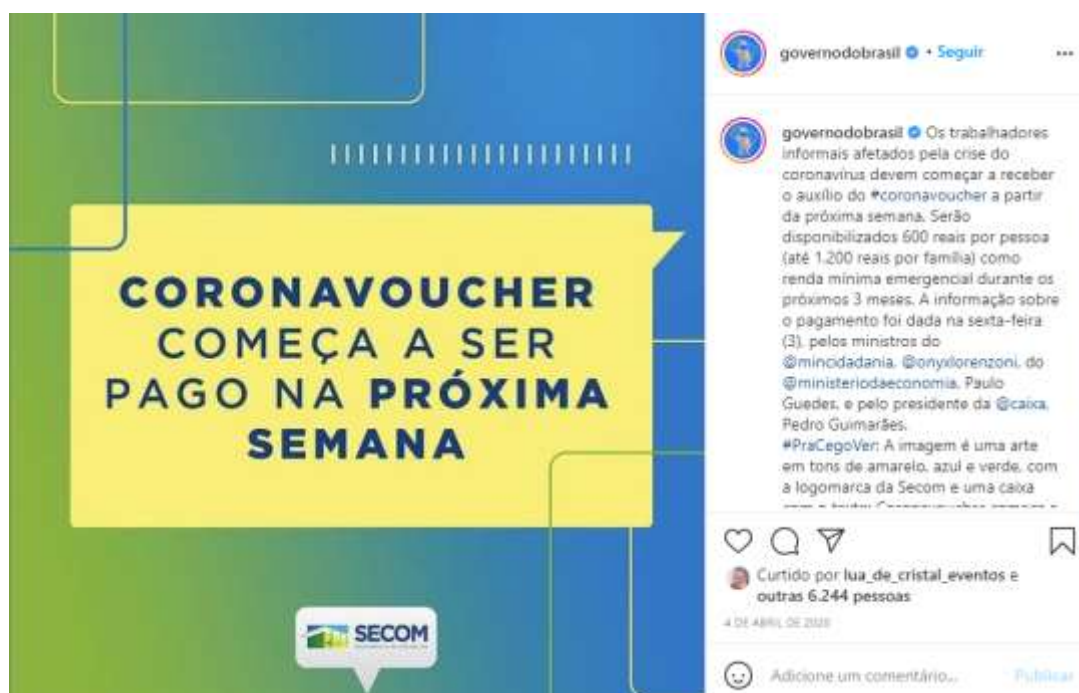 CORONAVOUCHER
COMEÇA A SER
PAGO NA PRÓXIMA
SEMANA
SECOM
governodobrasil • Seguir
governodobrasil Os trabalhadores
informais afetados pela crise do
coronavírus devem começar a receber
o auxílio do #coronavoucher a partir
da próxima semana. Serão
disponibilizados 600 reais por pessoa
(até 1.200 reais por família) como
renda mínima emergencial durante os
próximos 3 meses. A informação sobre
o pagamento foi dada na sexta-feira
(3), pelos ministros do
@mincidadania, @onyxlorenzoni, do
@ministeriodaeconomia, Paulo
Guedes, e pelo presidente da @caixa,
Pedro Guimarães.
#PraCegoVer: A imagem é uma arte
em tons de amarelo, azul e verde, com
a logomarca da Secom e uma caixa
Curtido por lua_de_cristal_eventos e
outras 6.244 pessoas
4 DE ABRIL DE 2020
Adicione um comentário...
Publicar